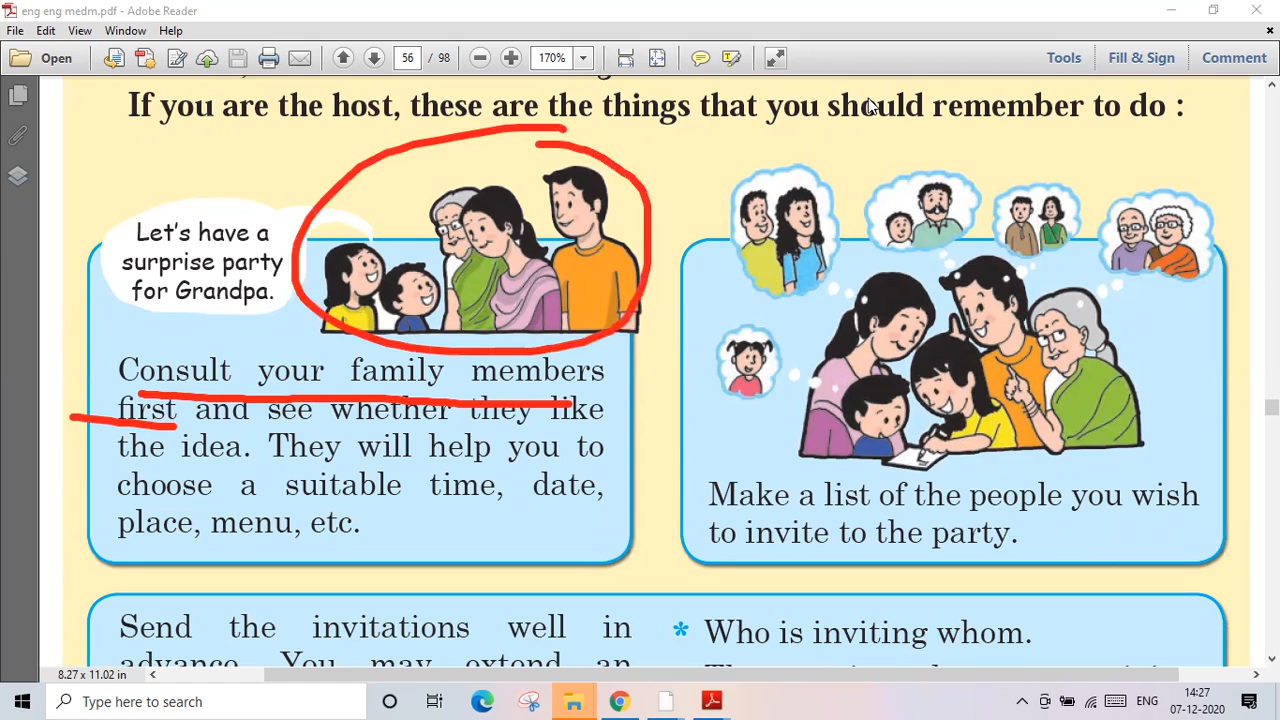 eng eng medm.pdf - Adobe Reader
File Edit View Window Help
Open 56 / 98 170% Tools Fill & Sign Comment
If you are the host, these are the things that you should remember to do :
Let's have a
surprise party
for Grandpa.
Consult your family members
first and see whether they like
the idea. They will help you to
choose a suitable time, date,
place, menu, etc.
Make a list of the people you wish
to invite to the party.
Send the invitations well in
advance. You may extend an
* Who is inviting whom.
8.27 x 11.02 in
Type here to search
ENG
14:27
07-12-2020